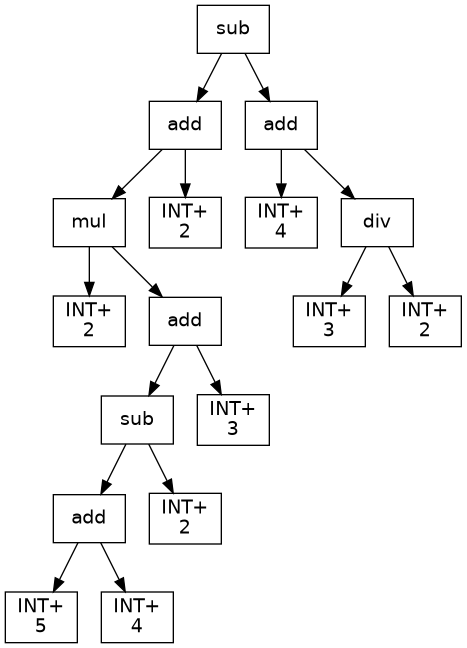 sub
add
add
mul
INT+
2
INT+
4
div
INT+
2
add
INT+
3
INT+
2
sub
INT+
3
add
INT+
2
INT+
5
INT+
4